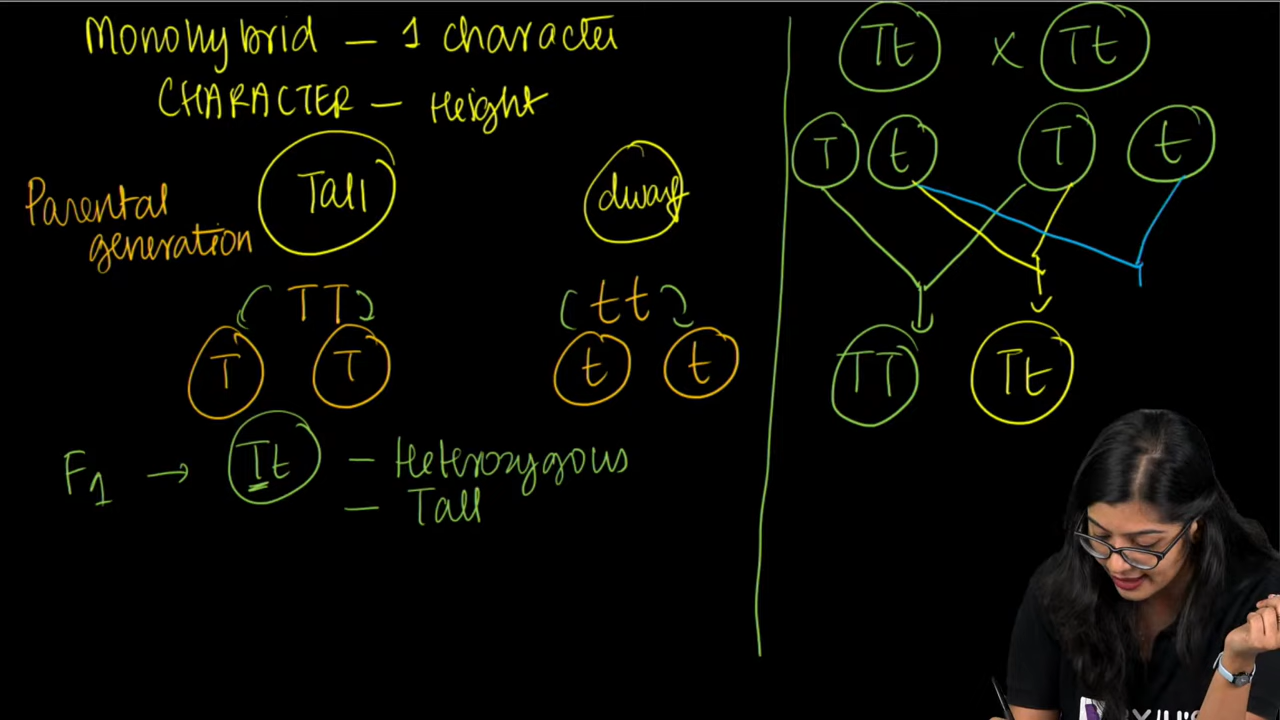 Monohybrid – 1 character
CHARACTER – Height
Parental generation
Tall
dwarf
TT
tt
T T
t t
F1 → Tt – Heterozygous
– Tall
Tt x Tt
T t T t
TT Tt